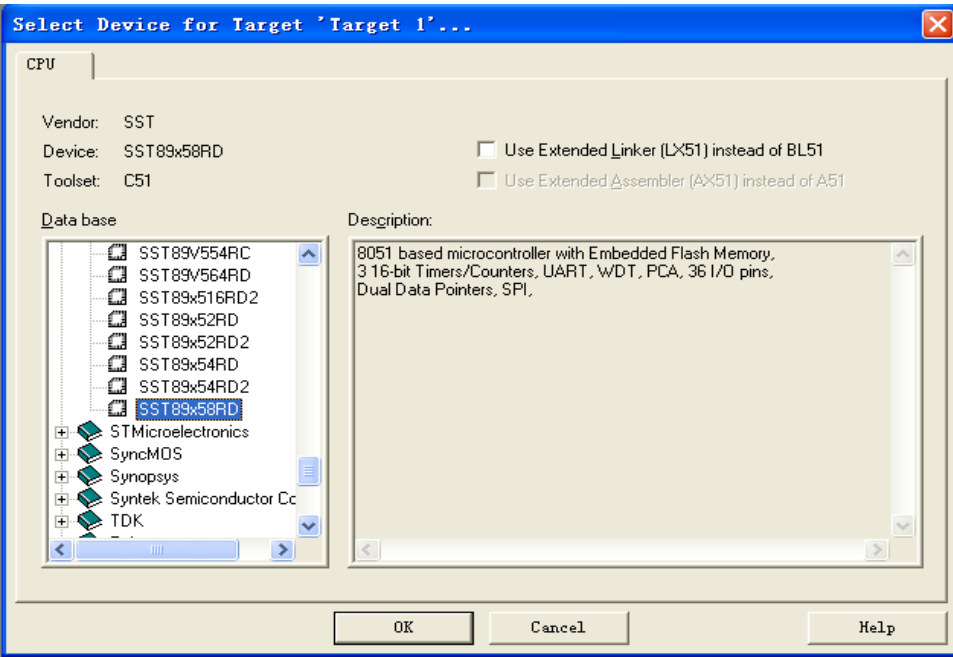 Select Device for Target 'Target 1'...
CPU
Vendor: SST
Device: SST89x58RD
Toolset: C51
Use Extended Linker (LX51) instead of BL51
Use Extended Assembler (AX51) instead of A51
Data base
Description:
SST89V554RC
SST89V564RD
SST89x516RD2
SST89x52RD
SST89x52RD2
SST89x54RD
SST89x54RD2
SST89x58RD
STMicroelectronics
SyncMOS
Synopsys
Syntek Semiconductor Co
TDK
8051 based microcontroller with Embedded Flash Memory,
3 16-bit Timers/Counters, UART, WDT, PCA, 36 I/O pins,
Dual Data Pointers, SPI,
OK
Cancel
Help